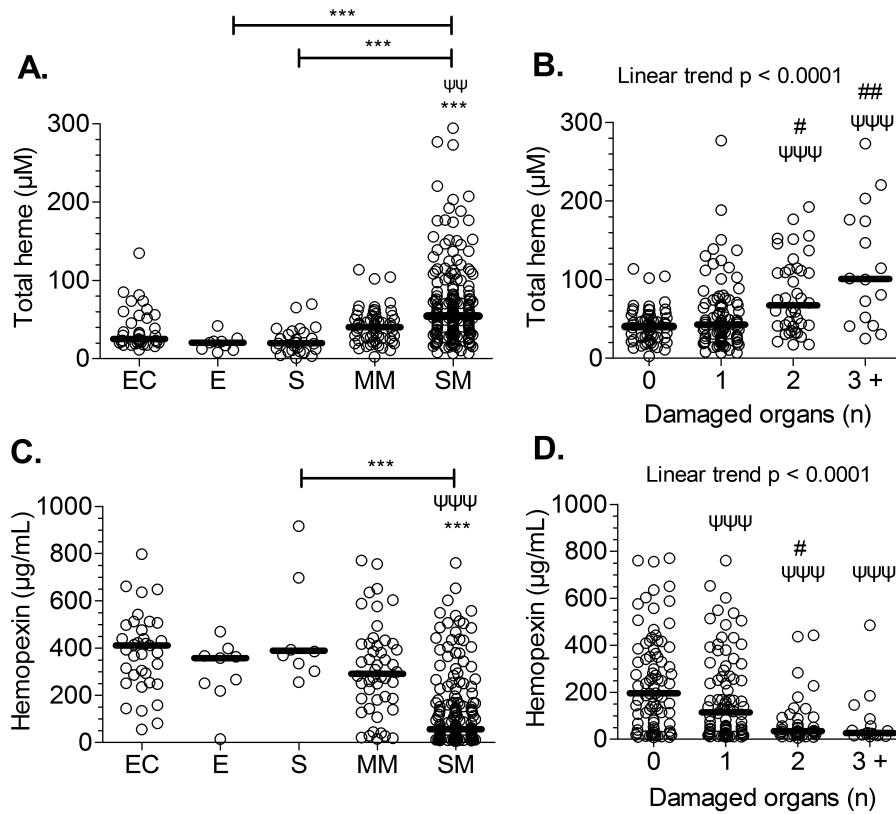 A.
***
***
ψψ
***
Total heme (µM)
300
200
100
0
EC E S MM SM
B.
Linear trend p < 0.0001
#
ψψψ
##
ψψψ
Total heme (µM)
300
200
100
0
0 1 2 3 +
Damaged organs (n)
C.
***
ψψψ
***
Hemopexin (µg/mL)
1000
800
600
400
200
0
EC E S MM SM
D.
Linear trend p < 0.0001
ψψψ
#
ψψψ
ψψψ
Hemopexin (µg/mL)
1000
800
600
400
200
0
0 1 2 3 +
Damaged organs (n)